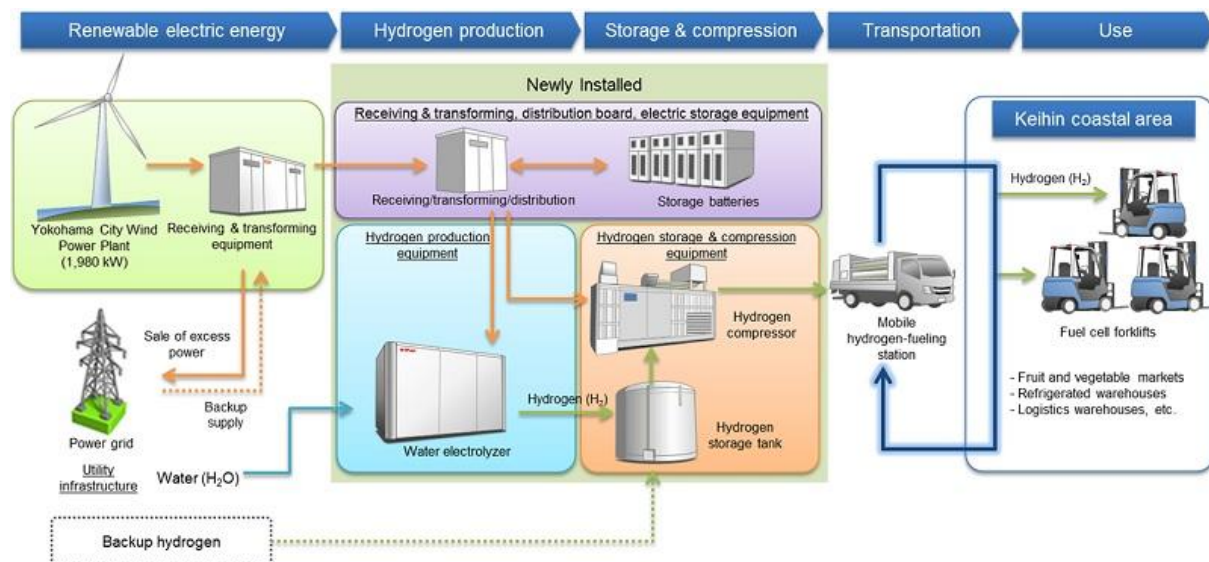 Renewable electric energy
Hydrogen production
Storage & compression
Transportation
Use
Newly Installed
Receiving & transforming, distribution board, electric storage equipment
Receiving/transforming/distribution
Storage batteries
Yokohama City Wind
Power Plant
(1,980 kW)
Receiving & transforming
equipment
Sale of excess
power
Backup
supply
Power grid
Utility
infrastructure
Water (H₂O)
Backup hydrogen
Hydrogen production
equipment
Water electrolyzer
Hydrogen (H₂)
Hydrogen storage & compression
equipment
Hydrogen
compressor
Hydrogen
storage tank
Mobile
hydrogen-fueling
station
Keihin coastal area
Hydrogen (H₂)
Fuel cell forklifts
- Fruit and vegetable markets
- Refrigerated warehouses
- Logistics warehouses, etc.